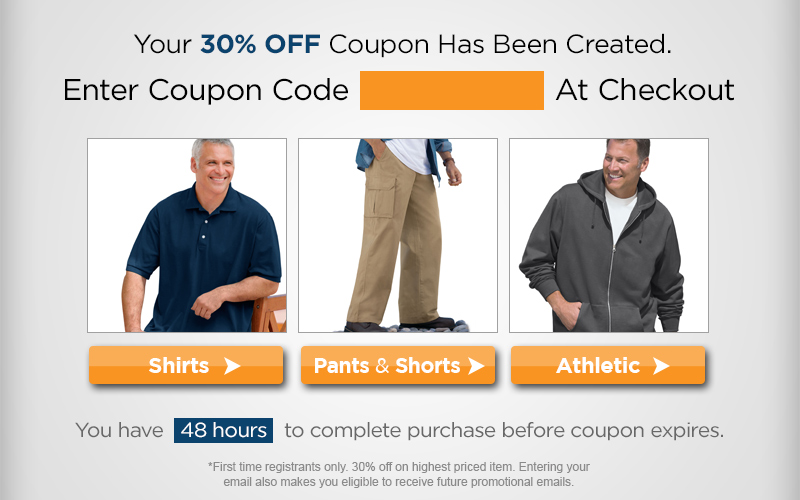 Your 30% OFF Coupon Has Been Created.
Enter Coupon Code At Checkout
Shirts
Pants & Shorts
Athletic
You have 48 hours to complete purchase before coupon expires.
*First time registrants only. 30% off on highest priced item. Entering your
email also makes you eligible to receive future promotional emails.